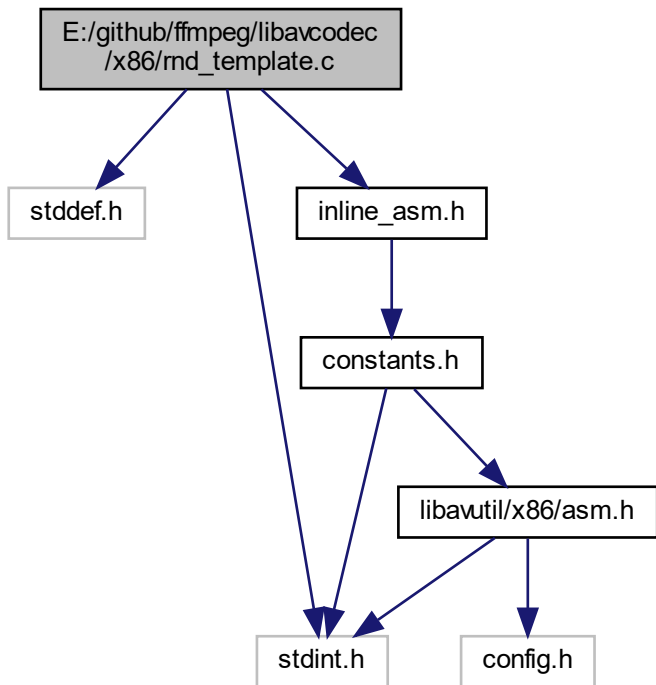 E:/github/ffmpeg/libavcodec
/x86/rnd_template.c
stddef.h
inline_asm.h
constants.h
libavutil/x86/asm.h
stdint.h
config.h